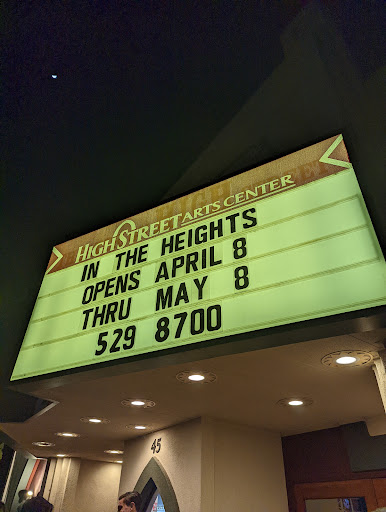 HIGH STREET ARTS CENTER
IN THE HEIGHTS
OPENS APRIL 8
THRU MAY 8
529 8700
45